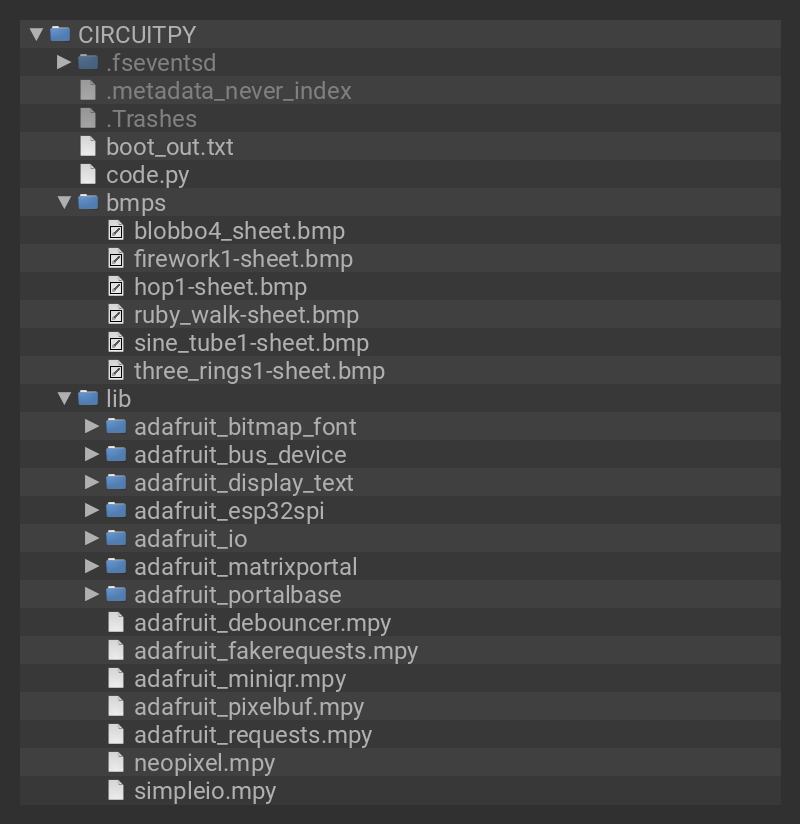 CIRCUITPY
.fseventsd
.metadata_never_index
.Trashes
boot_out.txt
code.py
bmps
blobbo4_sheet.bmp
firework1-sheet.bmp
hop1-sheet.bmp
ruby_walk-sheet.bmp
sine_tube1-sheet.bmp
three_rings1-sheet.bmp
lib
adafruit_bitmap_font
adafruit_bus_device
adafruit_display_text
adafruit_esp32spi
adafruit_io
adafruit_matrixportal
adafruit_portalbase
adafruit_debouncer.mpy
adafruit_fakerequests.mpy
adafruit_miniqr.mpy
adafruit_pixelbuf.mpy
adafruit_requests.mpy
neopixel.mpy
simpleio.mpy